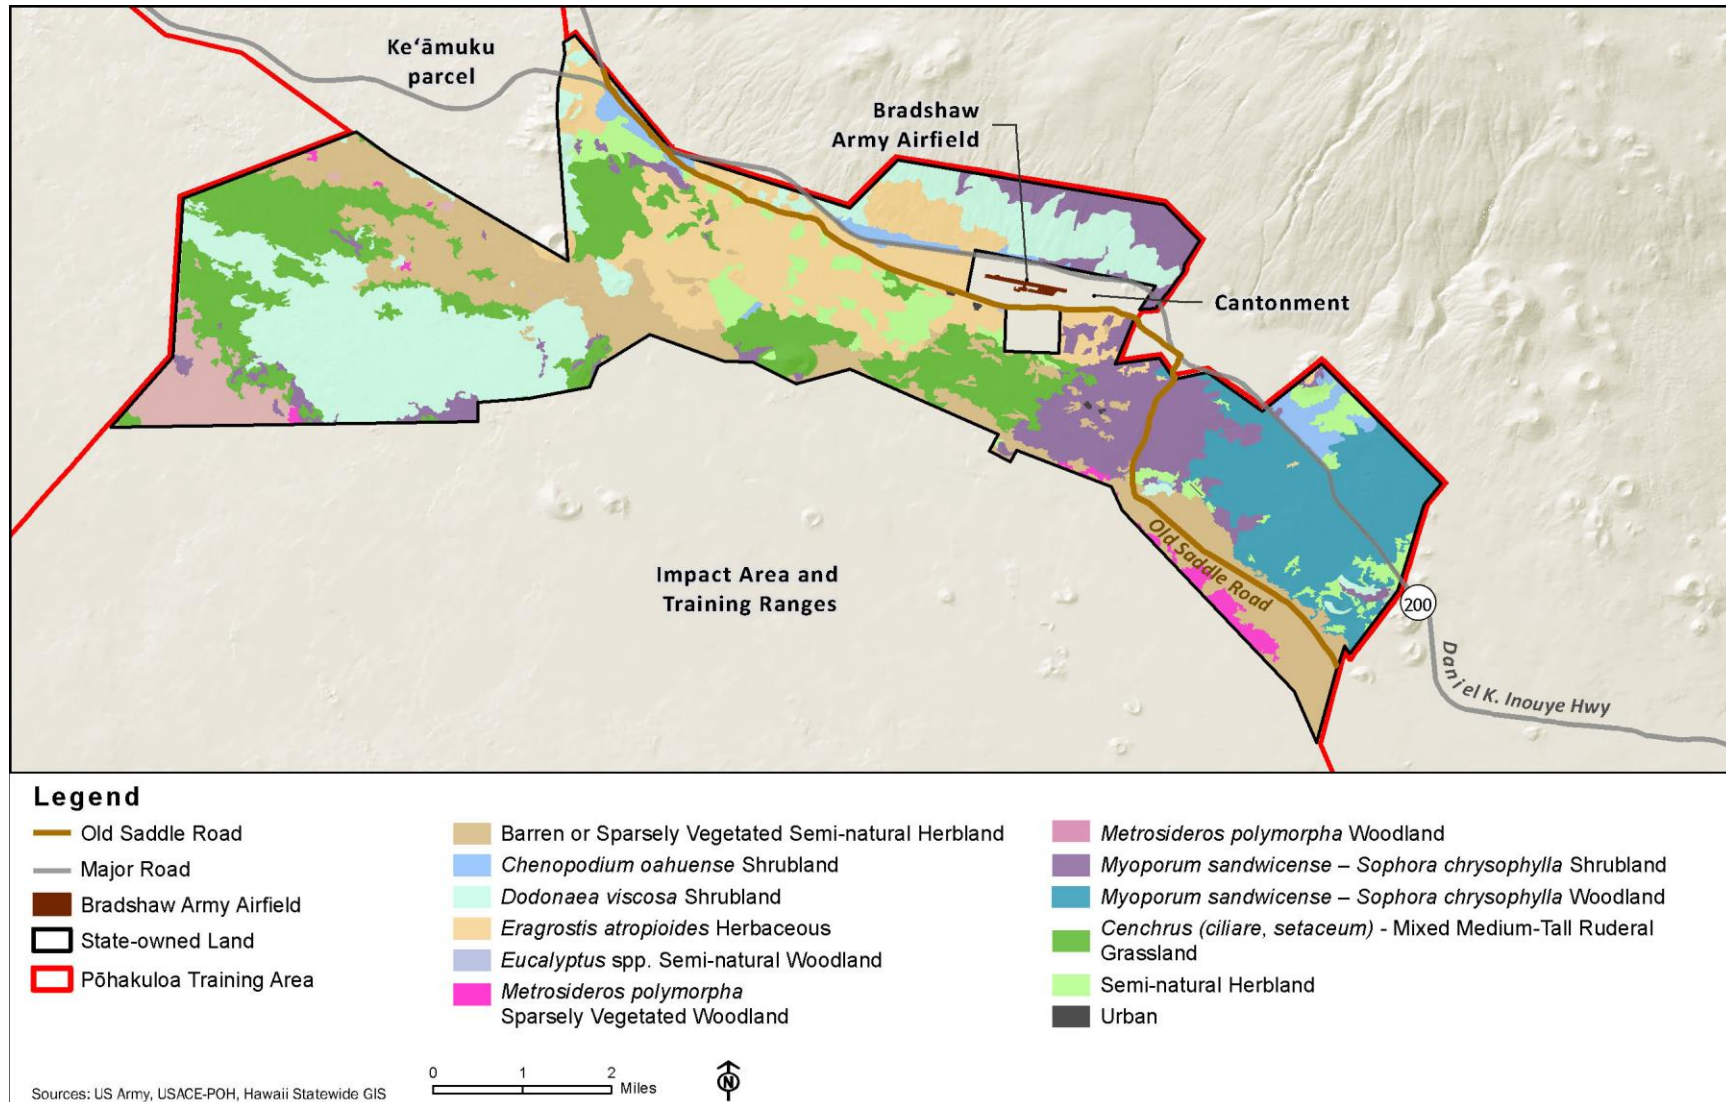 Keʻāmuku
parcel
Bradshaw
Army Airfield
Cantonment
Impact Area and
Training Ranges
Old Saddle Road
200
Daniel K. Inouye Hwy
Legend
Old Saddle Road
Major Road
Bradshaw Army Airfield
State-owned Land
Pōhakuloa Training Area
Barren or Sparsely Vegetated Semi-natural Herbland
Chenopodium oahuense Shrubland
Dodonaea viscosa Shrubland
Eragrostis atropioides Herbaceous
Eucalyptus spp. Semi-natural Woodland
Metrosideros polymorpha
Sparsely Vegetated Woodland
Metrosideros polymorpha Woodland
Myoporum sandwicense – Sophora chrysophylla Shrubland
Myoporum sandwicense – Sophora chrysophylla Woodland
Cenchrus (ciliare, setaceum) - Mixed Medium-Tall Ruderal
Grassland
Semi-natural Herbland
Urban
Sources: US Army, USACE-POH, Hawaii Statewide GIS
0 1 2
Miles
N